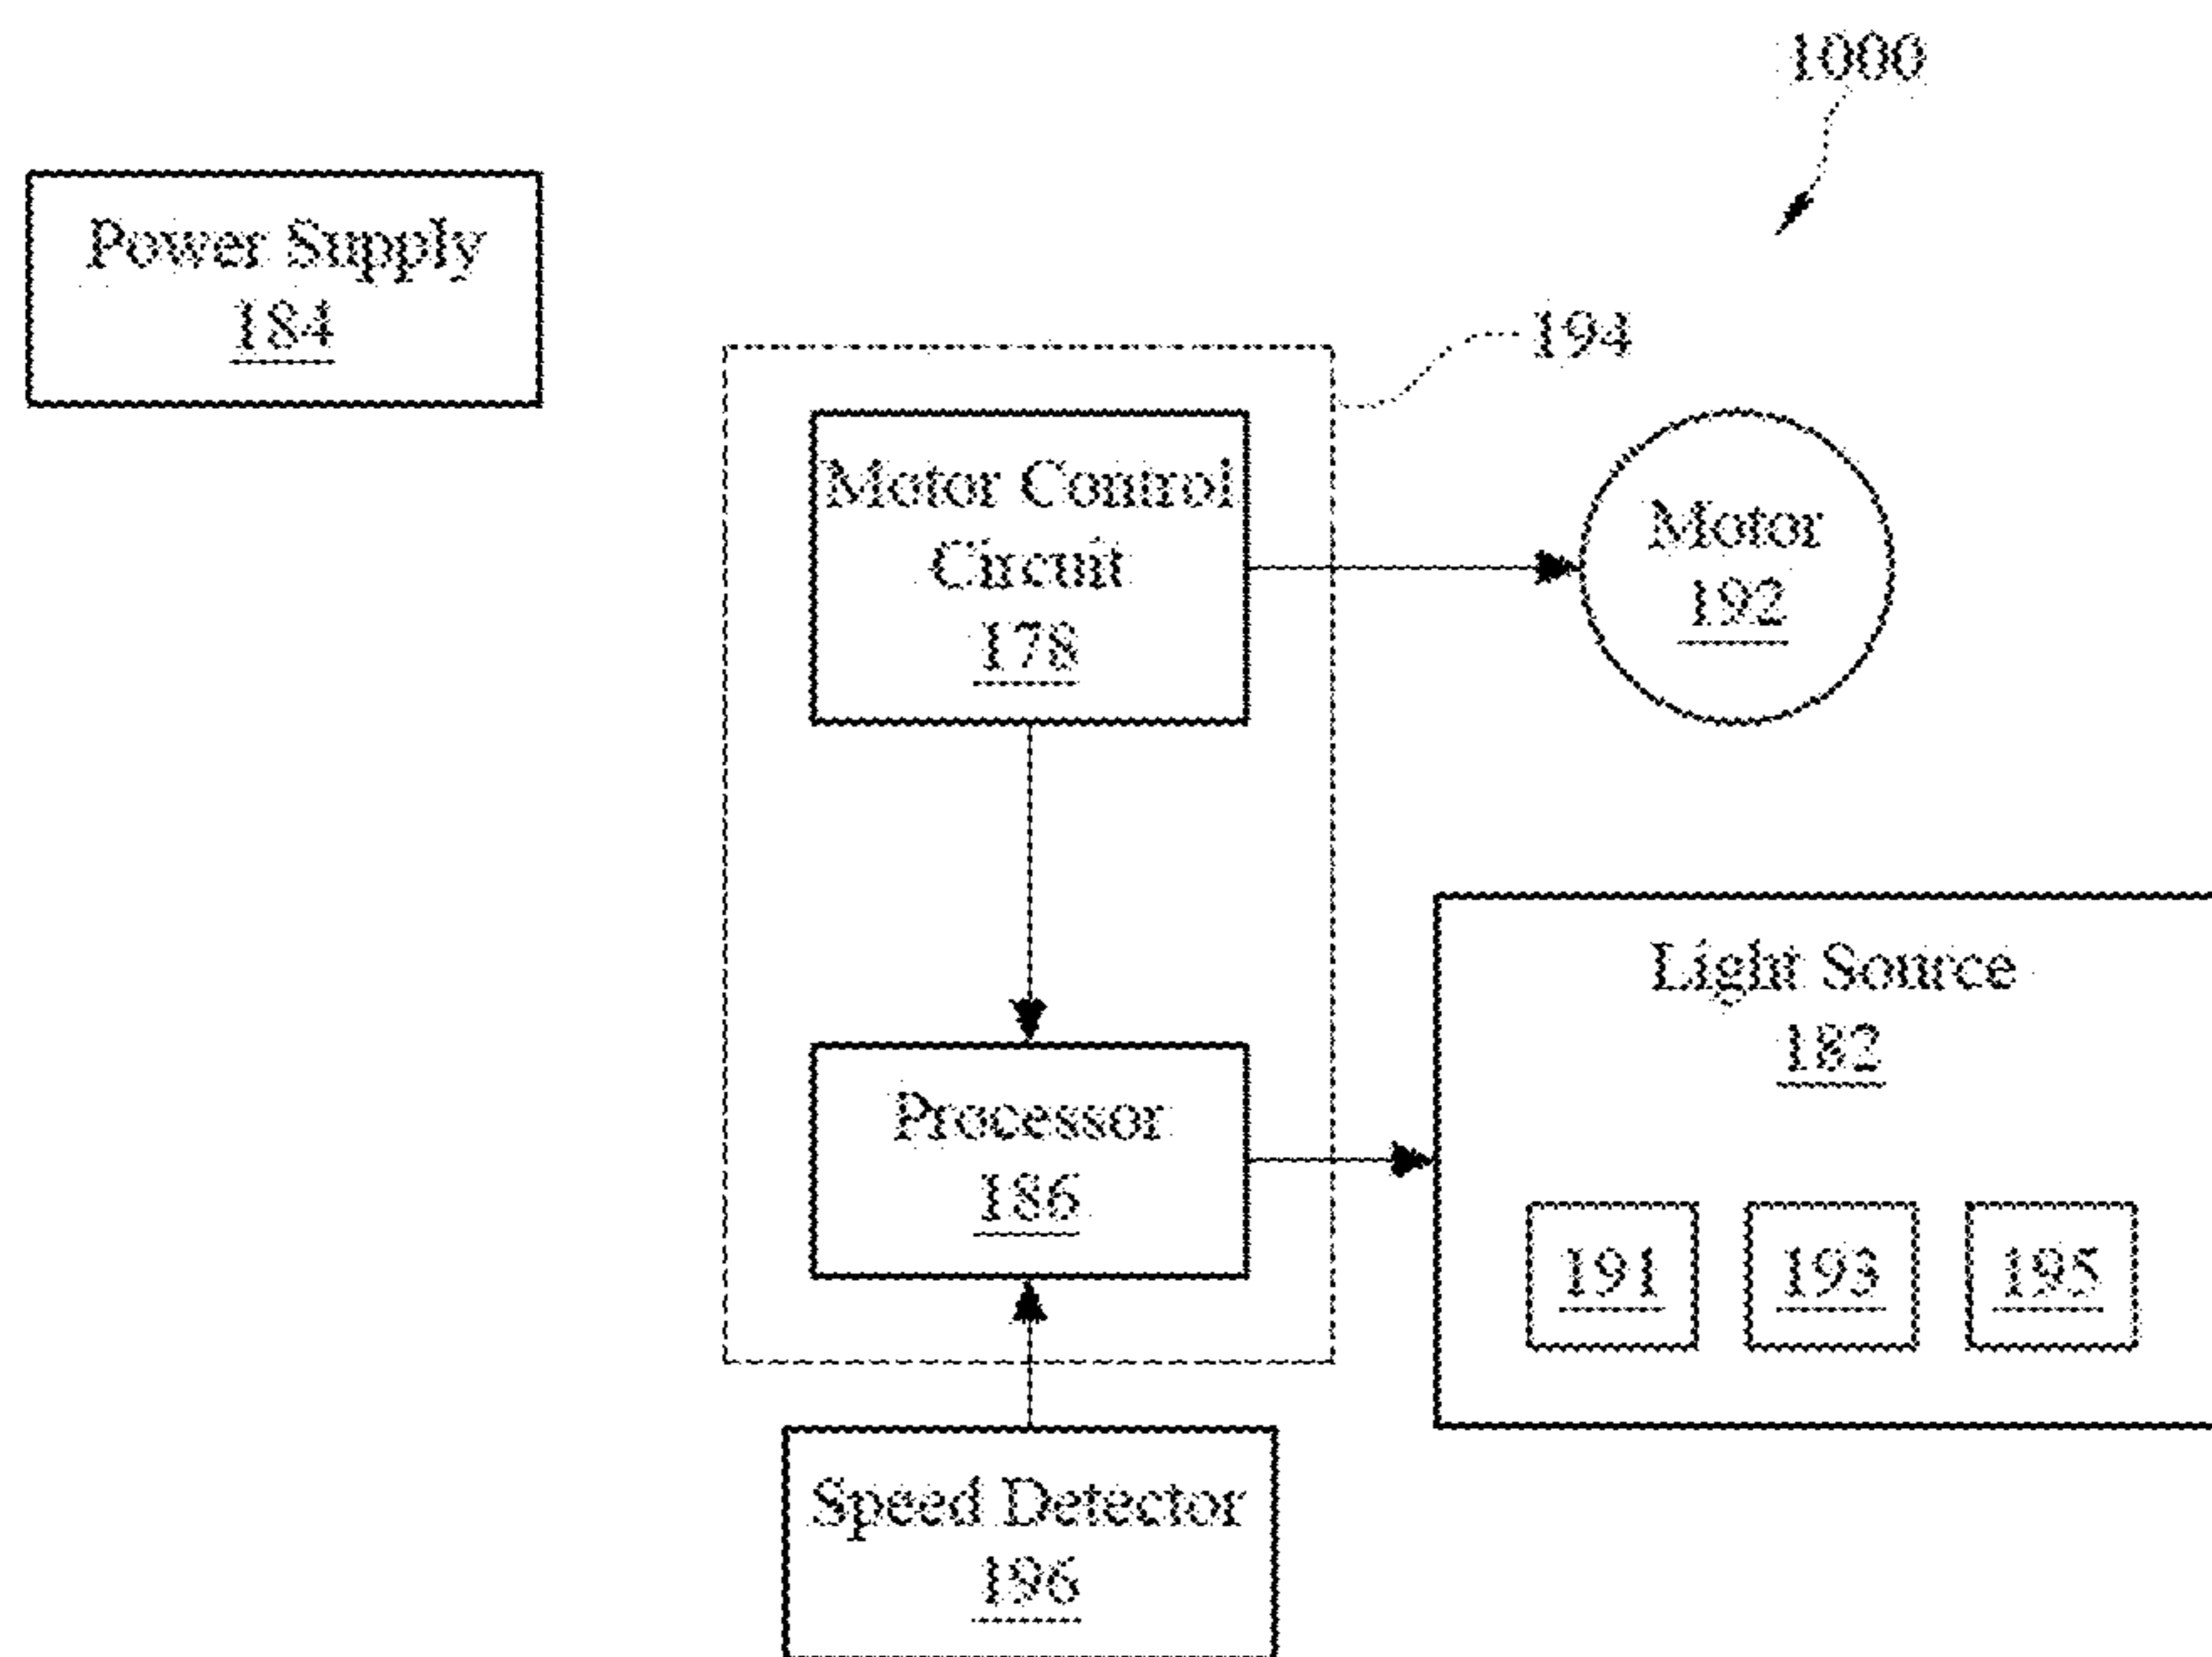 1000
Power Supply
184
194
Motor Control
Circuit
178
Motor
192
Light Source
182
Processor
186
191
193
195
Speed Detector
196